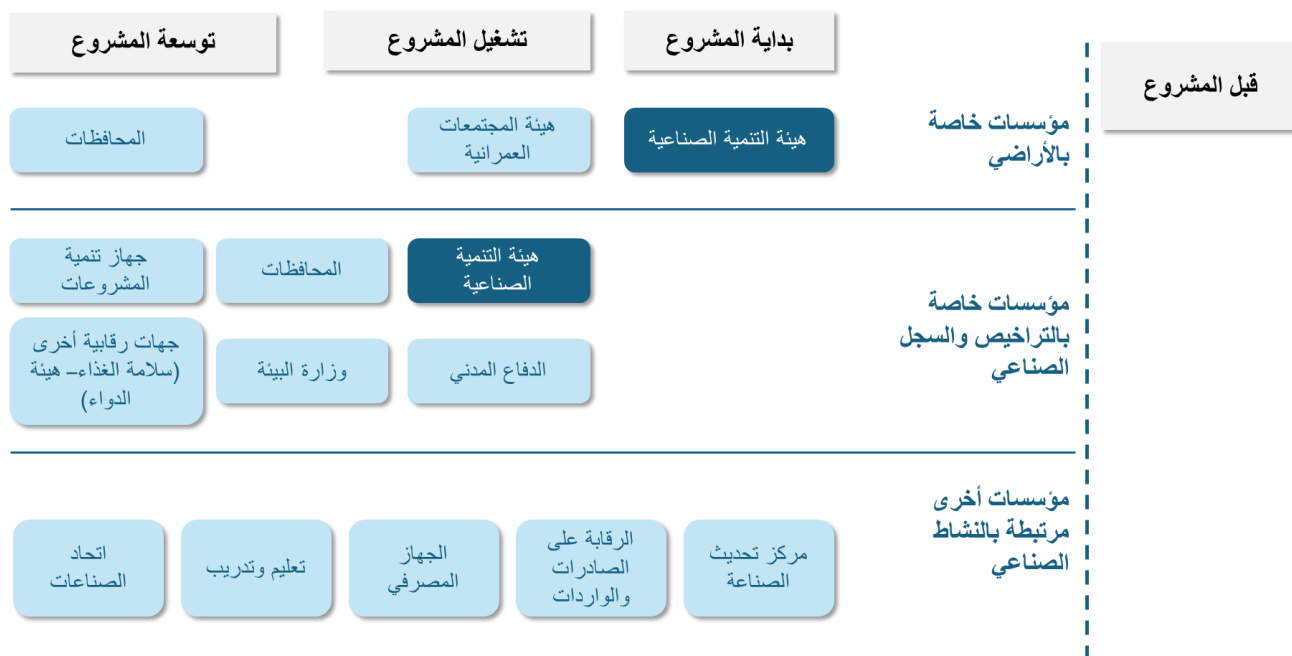 قبل المشروع
بداية المشروع
تشغيل المشروع
توسعة المشروع
مؤسسات خاصة
بالأراضي
هيئة التنمية الصناعية
هيئة المجتمعات
العمرانية
المحافظات
مؤسسات خاصة
بالتراخيص والسجل
الصناعي
هيئة التنمية
الصناعية
المحافظات
جهاز تنمية
المشروعات
الدفاع المدني
وزارة البيئة
جهات رقابية أخرى
(سلامة الغذاء– هيئة
الدواء)
مؤسسات أخرى
مرتبطة بالنشاط
الصناعي
مركز تحديث
الصناعة
الرقابة على
الصادرات
والواردات
الجهاز
المصرفي
تعليم وتدريب
اتحاد
الصناعات